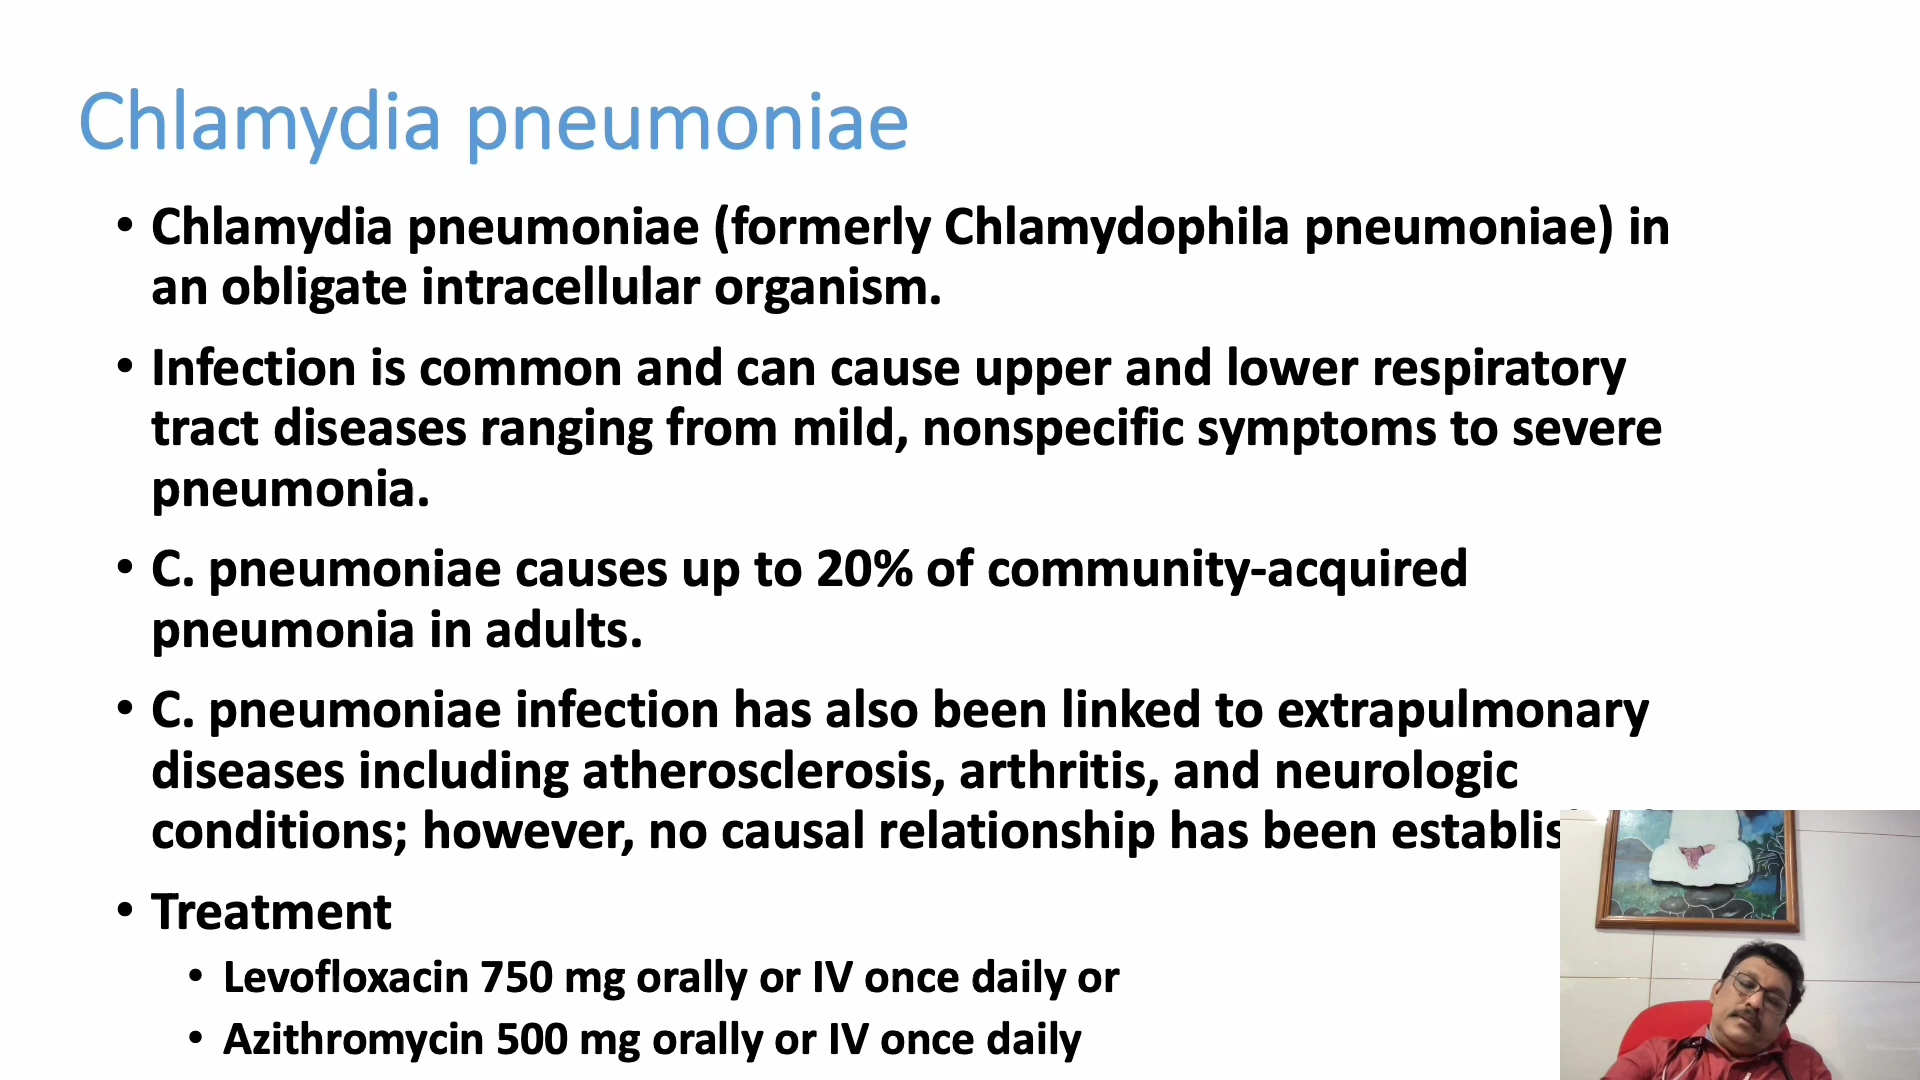 Chlamydia pneumoniae
• Chlamydia pneumoniae (formerly Chlamydophila pneumoniae) in
an obligate intracellular organism.
• Infection is common and can cause upper and lower respiratory
tract diseases ranging from mild, nonspecific symptoms to severe
pneumonia.
• C. pneumoniae causes up to 20% of community-acquired
pneumonia in adults.
• C. pneumoniae infection has also been linked to extrapulmonary
diseases including atherosclerosis, arthritis, and neurologic
conditions; however, no causal relationship has been
• Treatment
• Levofloxacin 750 mg orally or IV once daily or
• Azithromycin 500 mg orally or IV once daily